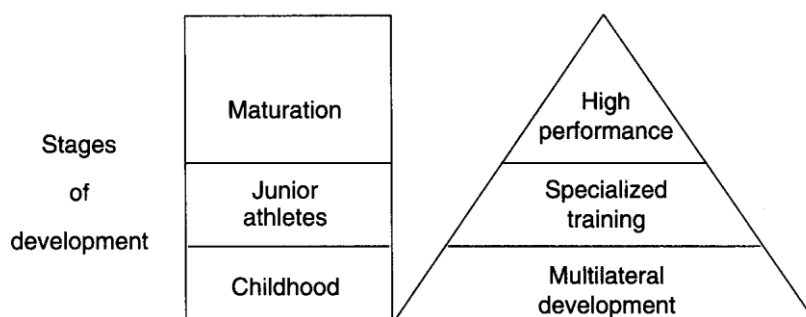 Stages
of
development
Maturation
Junior
athletes
Childhood
High
performance
Specialized
training
Multilateral
development